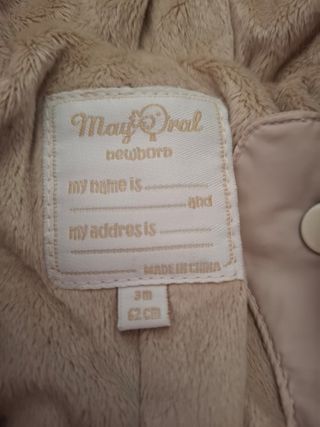 Mayoral
newborn
my name is
and
my address is
MADE IN CHINA
3m
62 cm